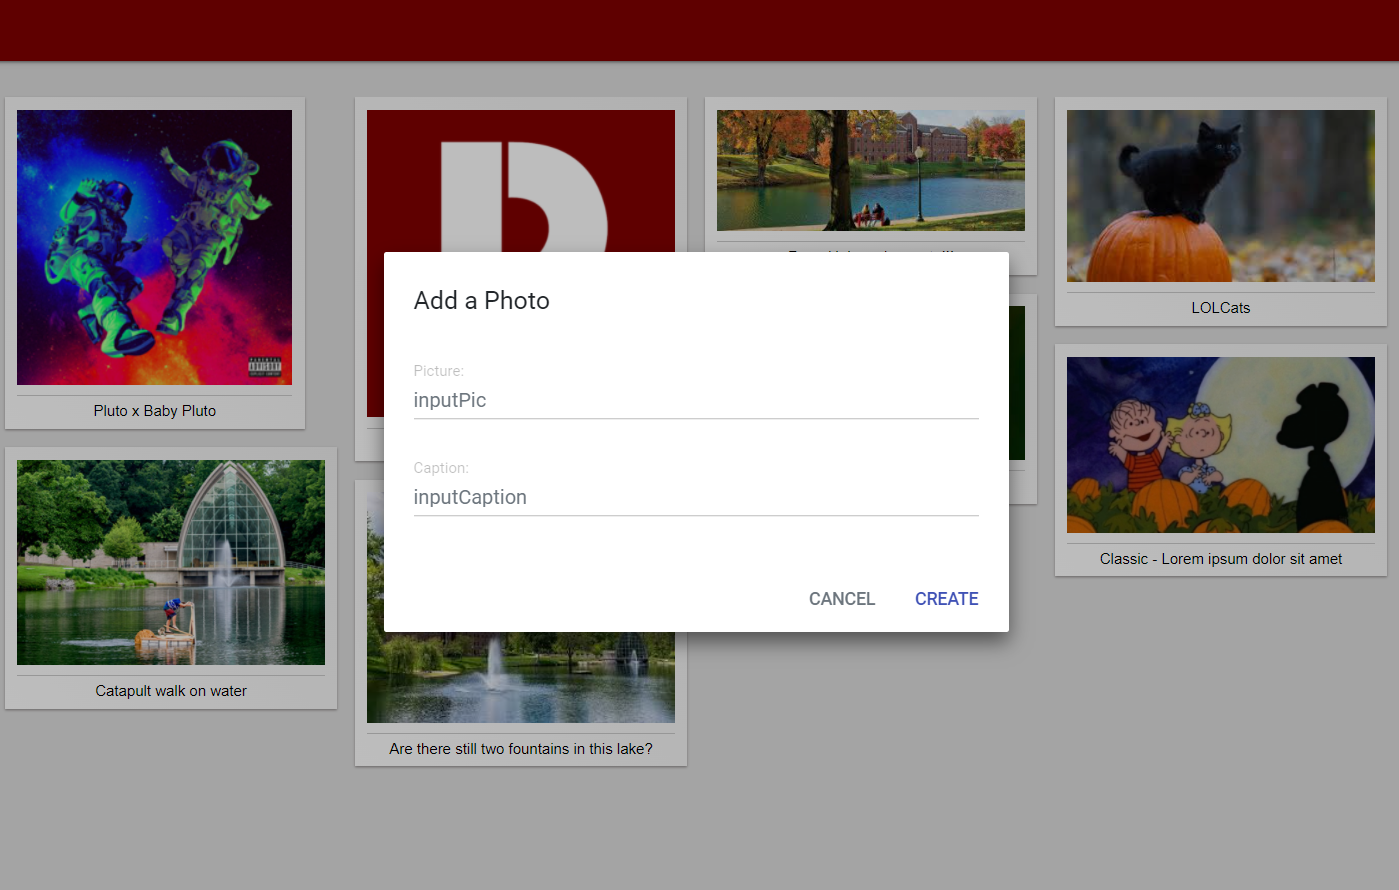 Pluto x Baby Pluto
Catapult walk on water
Are there still two fountains in this lake?
LOLCats
Classic - Lorem ipsum dolor sit amet
Add a Photo
Picture:
inputPic
Caption:
inputCaption
CANCEL
CREATE